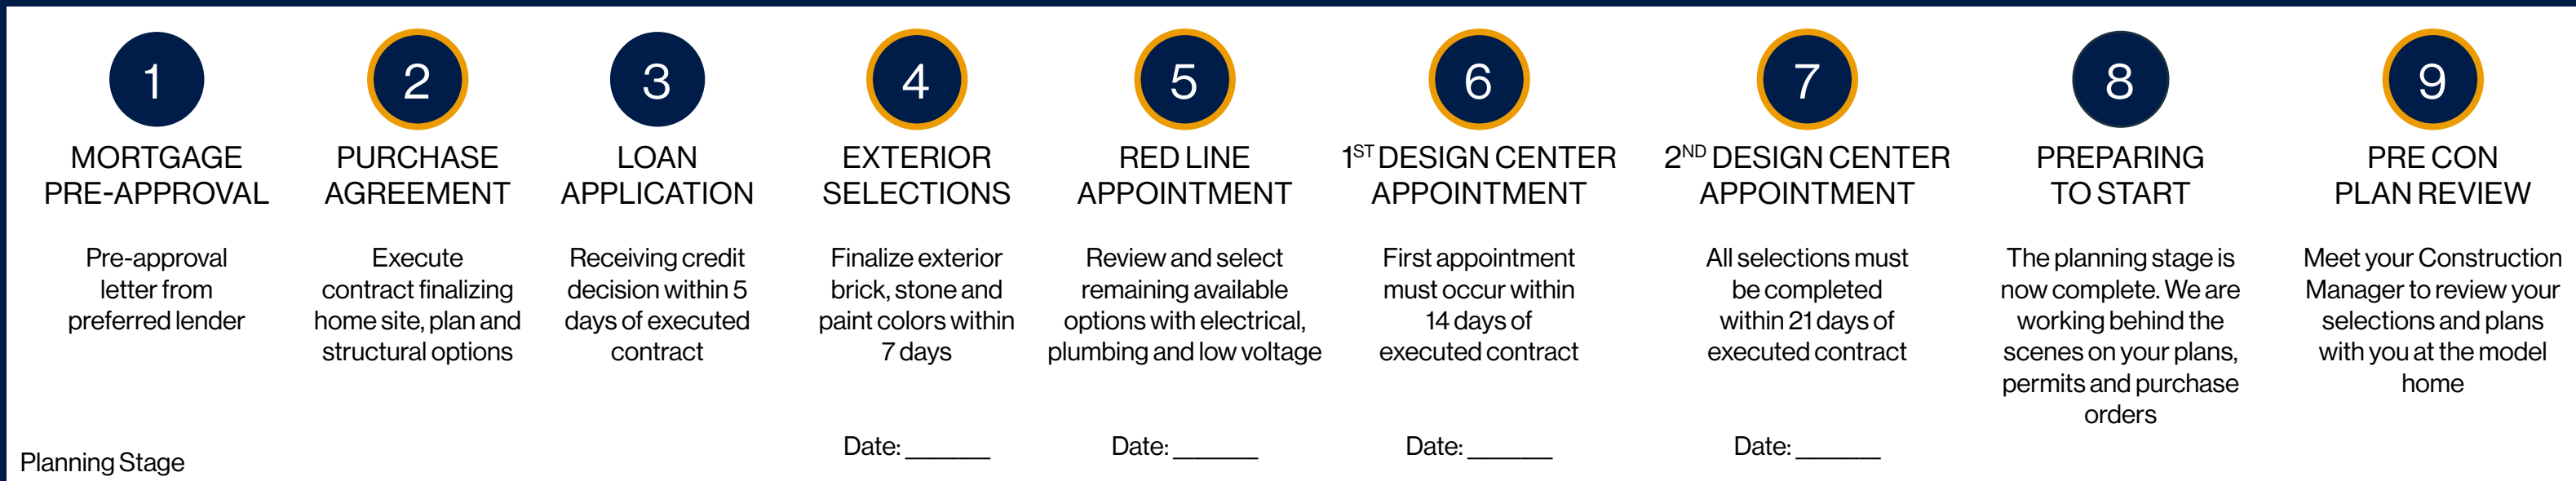 1
MORTGAGE
PRE-APPROVAL
Pre-approval
letter from
preferred lender
2
PURCHASE
AGREEMENT
Execute
contract finalizing
home site, plan and
structural options
3
LOAN
APPLICATION
Receiving credit
decision within 5
days of executed
contract
4
EXTERIOR
SELECTIONS
Finalize exterior
brick, stone and
paint colors within
7 days
Date: ______
5
RED LINE
APPOINTMENT
Review and select
remaining available
options with electrical,
plumbing and low voltage
Date: ______
6
1ST DESIGN CENTER
APPOINTMENT
First appointment
must occur within
14 days of
executed contract
Date: ______
7
2ND DESIGN CENTER
APPOINTMENT
All selections must
be completed
within 21 days of
executed contract
Date: ______
8
PREPARING
TO START
The planning stage is
now complete. We are
working behind the
scenes on your plans,
permits and purchase
orders
9
PRE CON
PLAN REVIEW
Meet your Construction
Manager to review your
selections and plans
with you at the model
home
Planning Stage